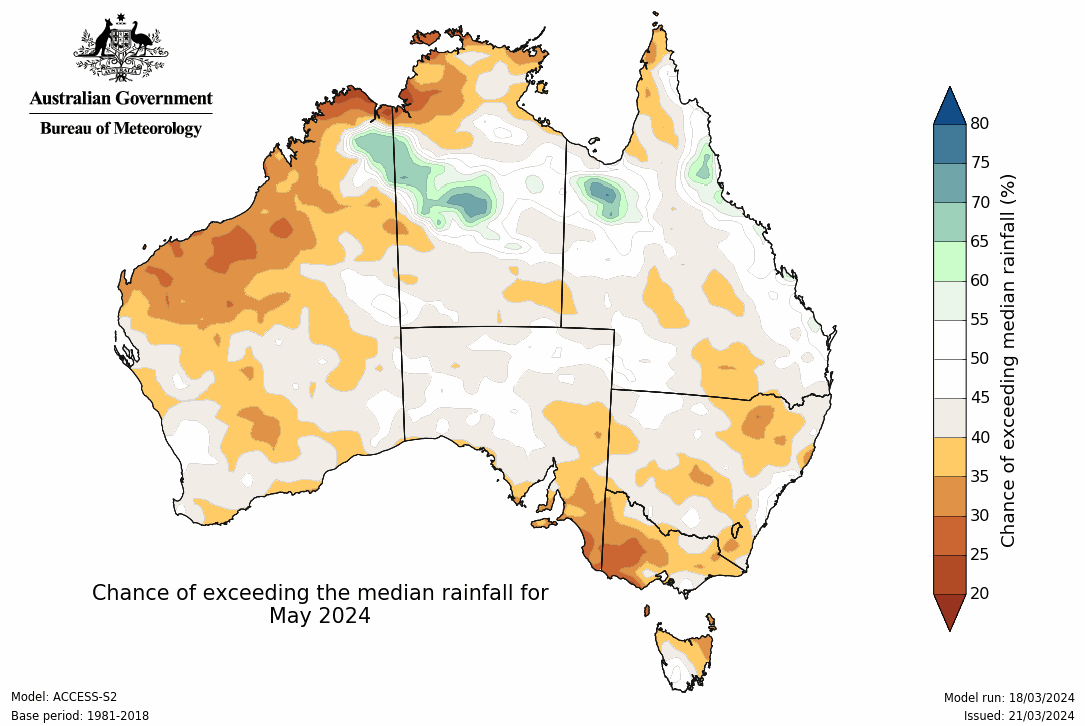 Australian Government
Bureau of Meteorology
80
75
70
65
60
55
50
45
40
35
30
25
20
Chance of exceeding median rainfall (%)
Chance of exceeding the median rainfall for
May 2024
Model: ACCESS-S2
Base period: 1981-2018
Model run: 18/03/2024
Issued: 21/03/2024